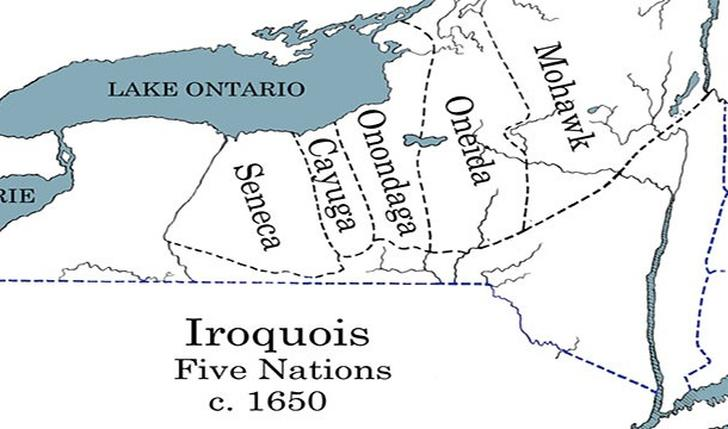 LAKE ONTARIO
RIE
Seneca
Cayuga
Onondaga
Oneida
Mohawk
Iroquois
Five Nations
c. 1650